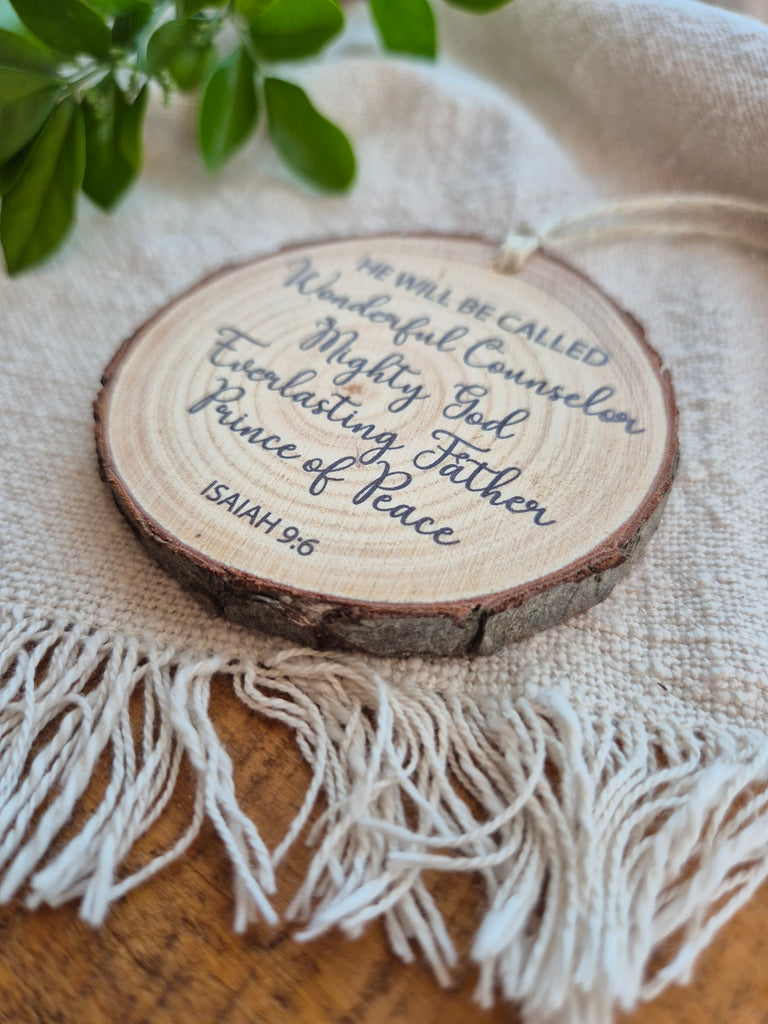 HE WILL BE CALLED
Wonderful Counselor
Mighty God
Everlasting Father
Prince of Peace
ISAIAH 9:6